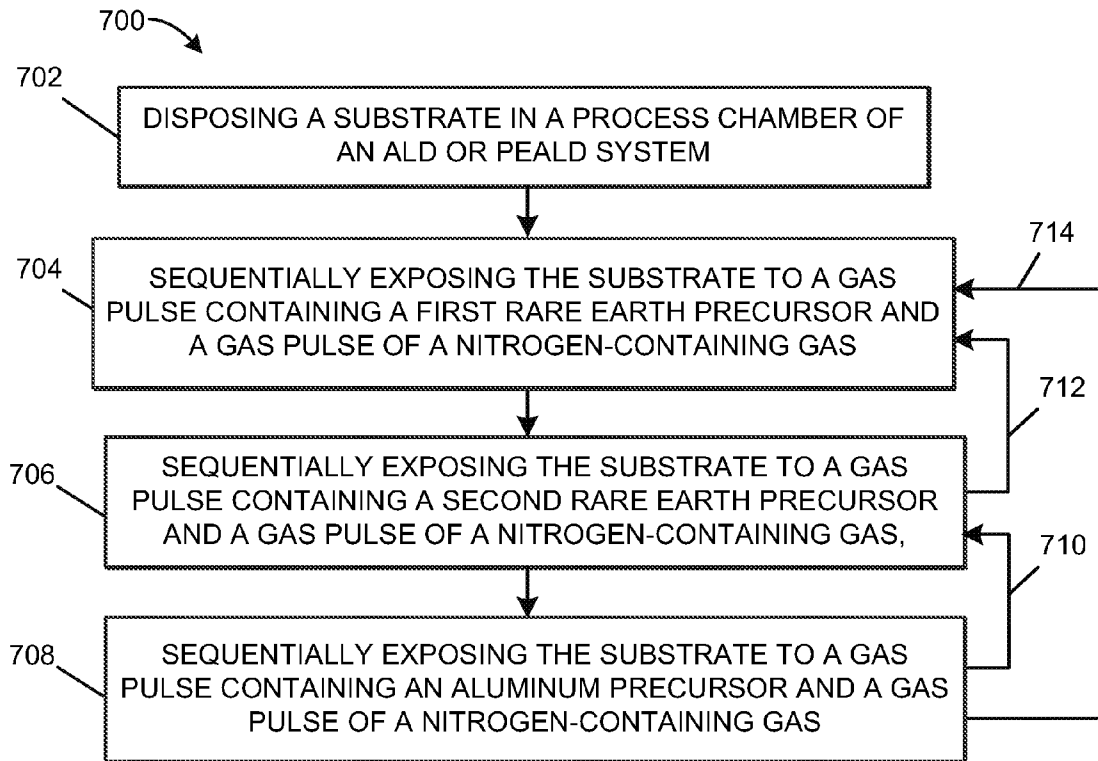 700
702
DISPOSING A SUBSTRATE IN A PROCESS CHAMBER OF
AN ALD OR PEALD SYSTEM
704
SEQUENTIALLY EXPOSING THE SUBSTRATE TO A GAS
PULSE CONTAINING A FIRST RARE EARTH PRECURSOR AND
A GAS PULSE OF A NITROGEN-CONTAINING GAS
714
712
706
SEQUENTIALLY EXPOSING THE SUBSTRATE TO A GAS
PULSE CONTAINING A SECOND RARE EARTH PRECURSOR
AND A GAS PULSE OF A NITROGEN-CONTAINING GAS,
710
708
SEQUENTIALLY EXPOSING THE SUBSTRATE TO A GAS
PULSE CONTAINING AN ALUMINUM PRECURSOR AND A GAS
PULSE OF A NITROGEN-CONTAINING GAS